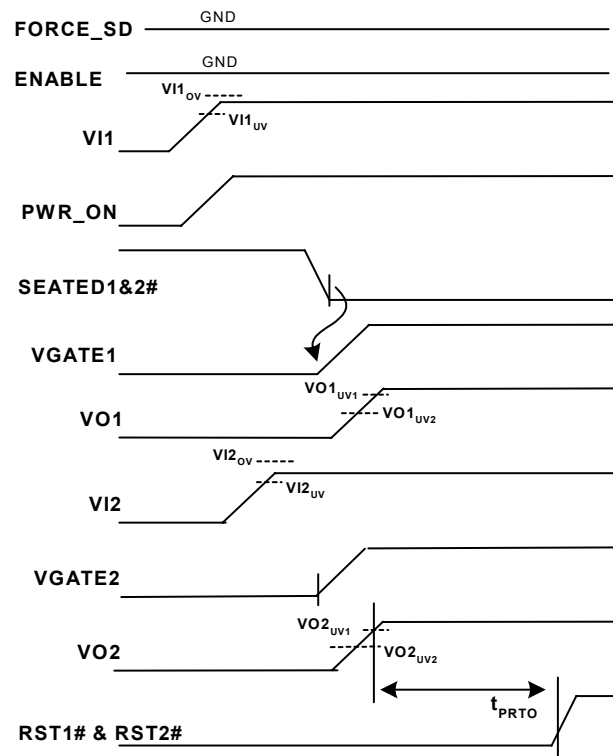 GND
FORCE_SD
GND
ENABLE
VI1OV
VI1UV
VI1
PWR_ON
SEATED1&2#
VGATE1
VO1UV1
VO1UV2
VO1
VI2OV
VI2UV
VI2
VGATE2
VO2UV1
VO2UV2
VO2
tPRTO
RST1# & RST2#